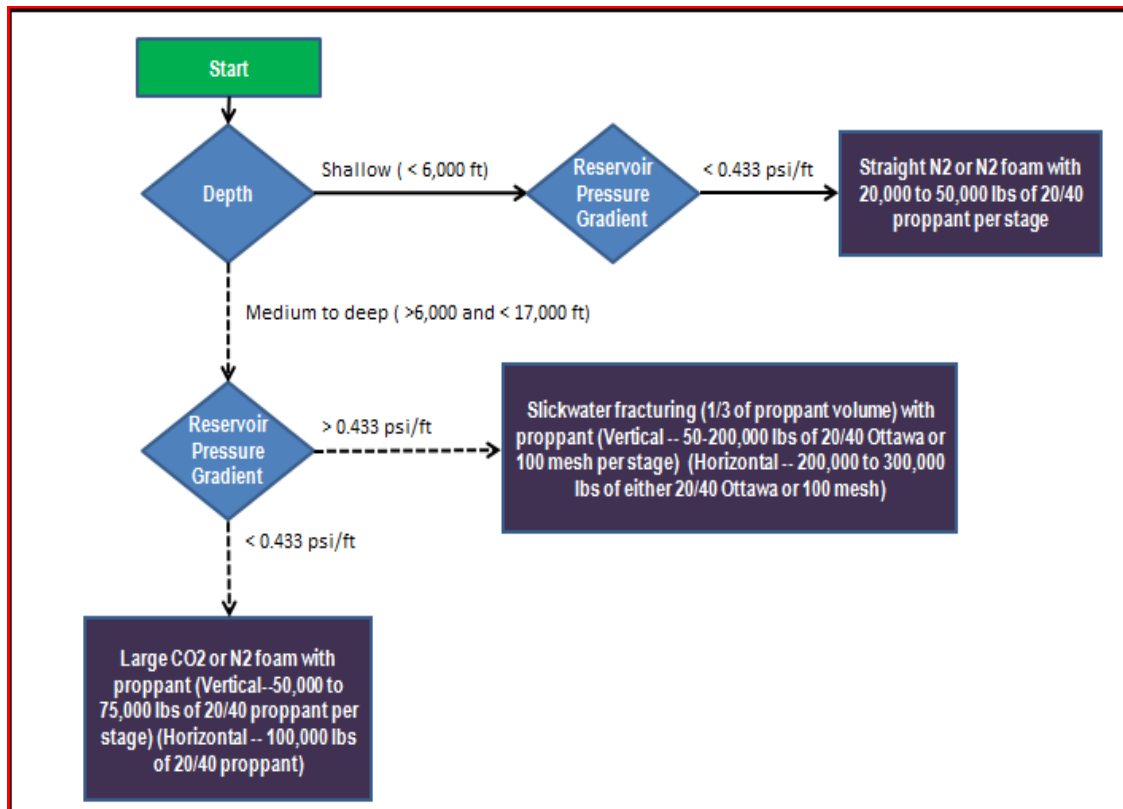 Start
Depth
Shallow ( < 6,000 ft)
Reservoir
Pressure
Gradient
< 0.433 psi/ft
Straight N2 or N2 foam with
20,000 to 50,000 lbs of 20/40
proppant per stage
Medium to deep ( >6,000 and < 17,000 ft)
Reservoir
Pressure
Gradient
> 0.433 psi/ft
Slickwater fracturing (1/3 of proppant volume) with
proppant (Vertical -- 50-200,000 lbs of 20/40 Ottawa or
100 mesh per stage) (Horizontal -- 200,000 to 300,000
lbs of either 20/40 Ottawa or 100 mesh)
< 0.433 psi/ft
Large CO2 or N2 foam with
proppant (Vertical--50,000 to
75,000 lbs of 20/40 proppant per
stage) (Horizontal -- 100,000 lbs
of 20/40 proppant)